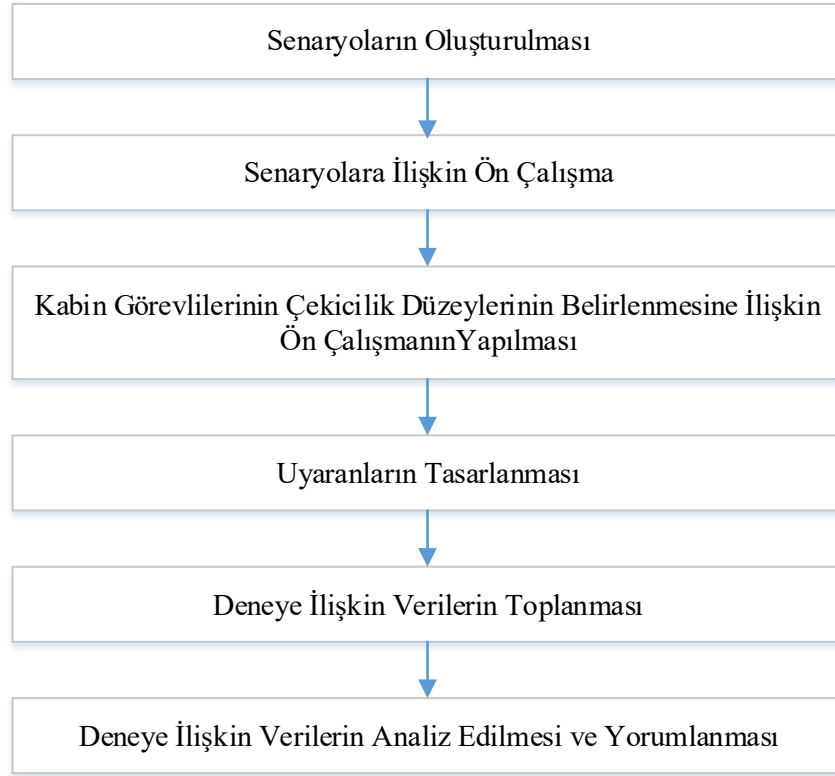 Senaryoların Oluşturulması
Senaryolara İlişkin Ön Çalışma
Kabin Görevlilerinin Çekicilik Düzeylerinin Belirlenmesine İlişkin
Ön ÇalışmanınYapılması
Uyaranların Tasarlanması
Deneye İlişkin Verilerin Toplanması
Deneye İlişkin Verilerin Analiz Edilmesi ve Yorumlanması